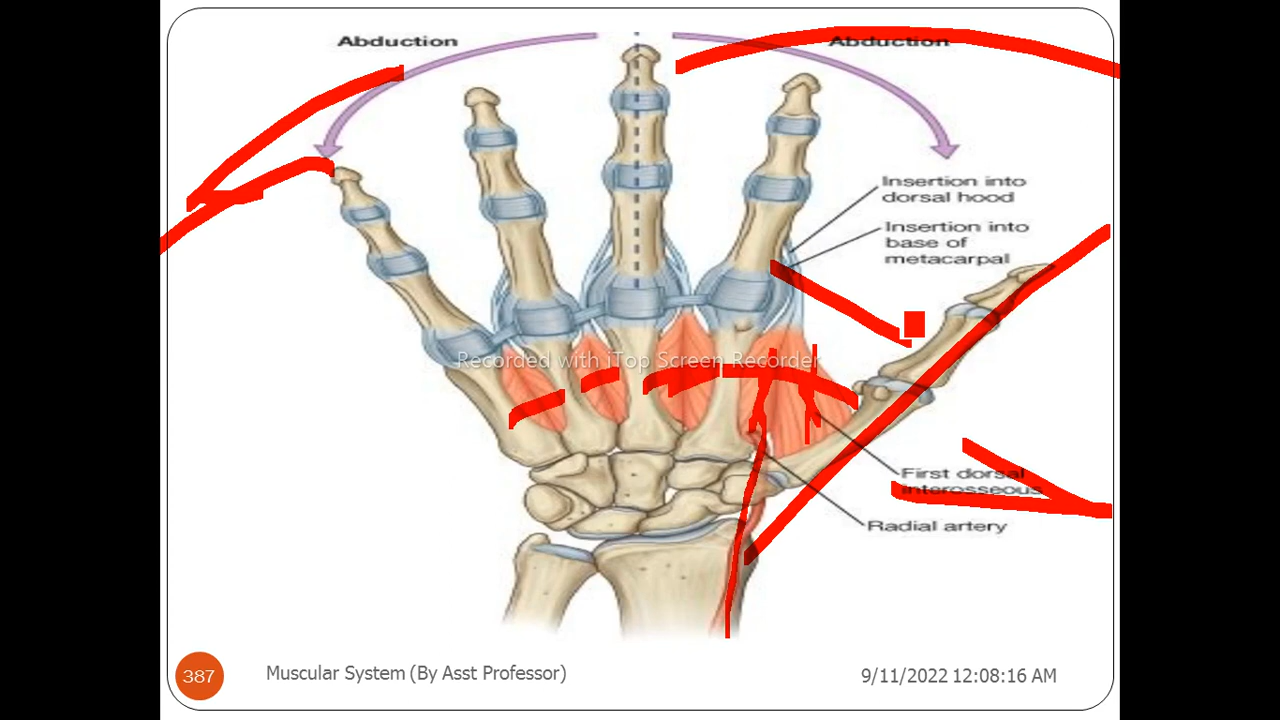 Abduction
Abduction
Insertion into
dorsal hood
Insertion into
base of
metacarpal
Recorded with iTop Screen Recorder
First dorsal
interosseous
Radial artery
387
Muscular System (By Asst Professor)
9/11/2022 12:08:16 AM